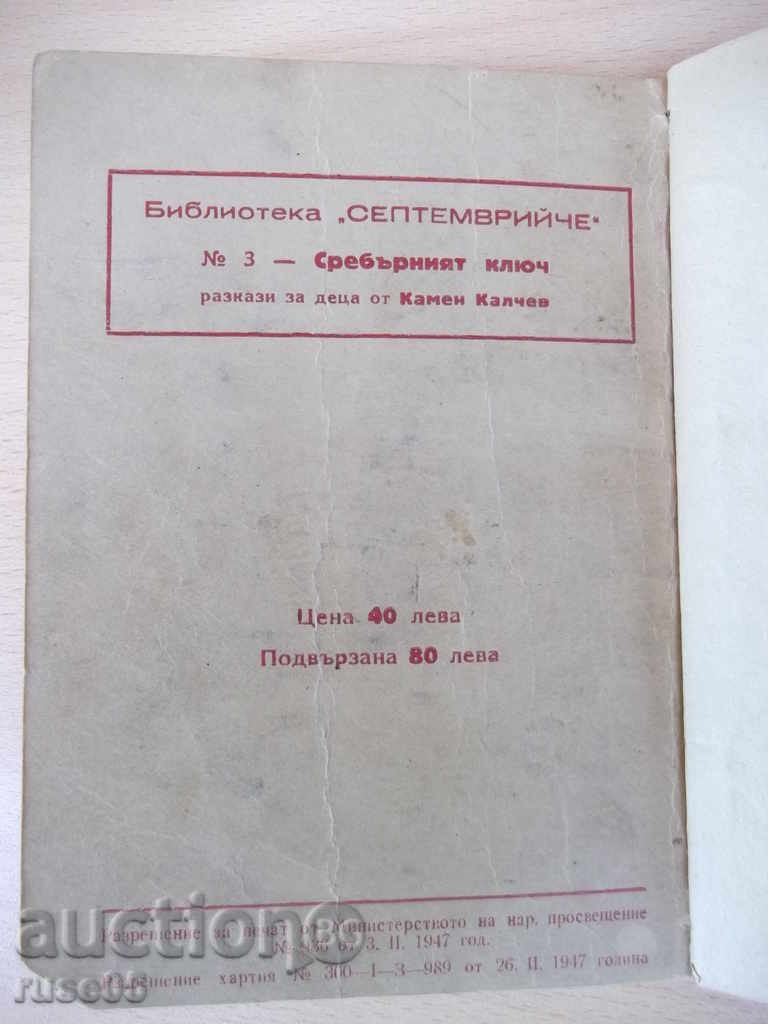 Библиотека „СЕПТЕМВРИЙЧЕ“
№ 3 — Сребърният ключ
разкази за деца от Камен Калчев
Цена 40 лева
Подвързана 80 лева
Разрешение за печат от Министерството на нар. просвещение
3. II. 1947 год.
Разрешение хартия № 300—I—3—989 от 26. II. 1947 година
auction
ruse06